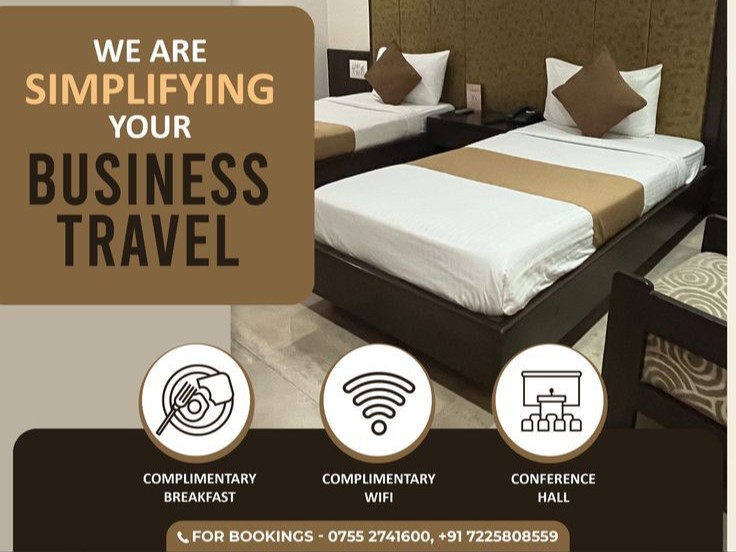 WE ARE
SIMPLIFYING
YOUR
BUSINESS
TRAVEL
COMPLIMENTARY
BREAKFAST
COMPLIMENTARY
WIFI
CONFERENCE
HALL
FOR BOOKINGS - 0755 2741600, +91 7225808559